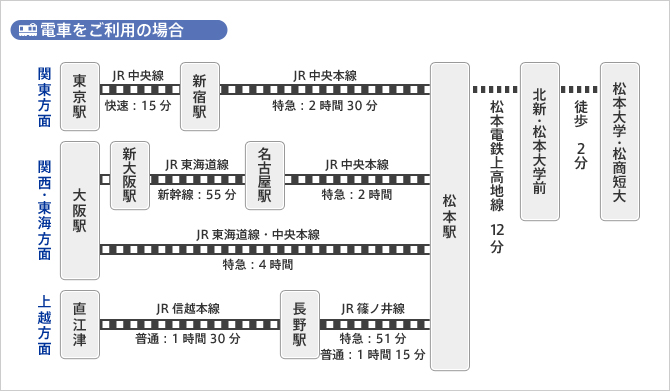 電車をご利用の場合
関東方面
東京駅
JR 中央線
快速：15 分
新宿駅
JR 中央本線
特急：2 時間 30 分
関西・東海方面
大阪駅
新大阪駅
JR 東海道線
新幹線：55 分
名古屋駅
JR 中央本線
特急：2 時間
JR 東海道線・中央本線
特急：4 時間
上越方面
直江津
JR 信越本線
普通：1 時間 30 分
長野駅
JR 篠ノ井線
特急：51 分
普通：1 時間 15 分
松本駅
松本電鉄上高地線 12分
北新・松本大学前
徒歩 2分
松本大学・松商短大